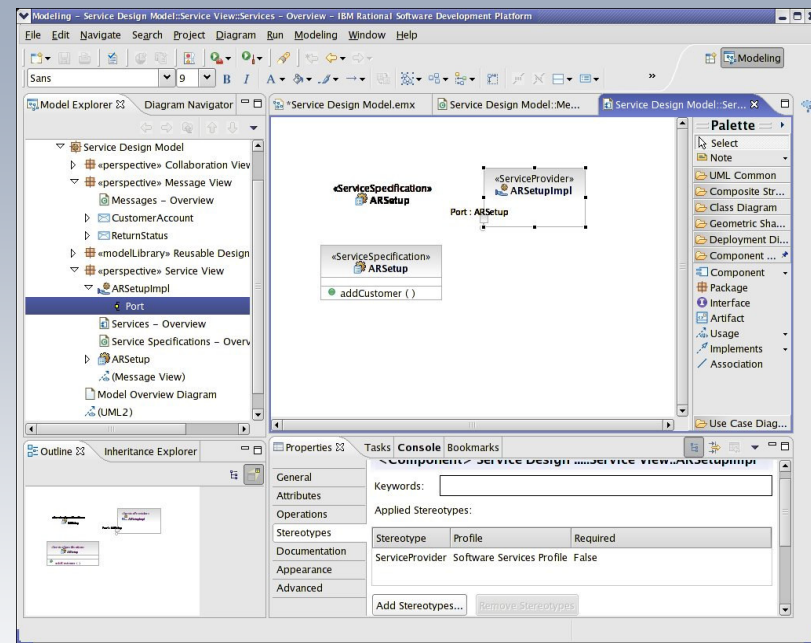 Modeling - Service Design Model::Service View::Services - Overview - IBM Rational Software Development Platform
File Edit Navigate Search Project Diagram Run Modeling Window Help
Modeling
Sans 9 B I A »
Model Explorer Diagram Navigator
*Service Design Model.emx Service Design Model::Me... Service Design Model::Ser...
Service Design Model
«perspective» Collaboration View
«perspective» Message View
Messages - Overview
CustomerAccount
ReturnStatus
«modelLibrary» Reusable Design
«perspective» Service View
ARSetupImpl
Port
Services - Overview
Service Specifications - Overv
ARSetup
(Message View)
Model Overview Diagram
(UML2)
«ServiceSpecification»
ARSetup
«ServiceProvider»
ARSetupImpl
Port : ARSetup
«ServiceSpecification»
ARSetup
addCustomer ( )
Palette
Select
Note
UML Common
Composite Str...
Class Diagram
Geometric Sha...
Deployment Di...
Component ...
Component
Package
Interface
Artifact
Usage
Implements
Association
Use Case Diag...
Outline Inheritance Explorer
Properties Tasks Console Bookmarks
General
Attributes
Operations
Stereotypes
Documentation
Appearance
Advanced
<Component> Service Design ......Service View::ARSetupImpl
Keywords:
Applied Stereotypes:
Stereotype Profile Required
ServiceProvider Software Services Profile False
Add Stereotypes... Remove Stereotypes